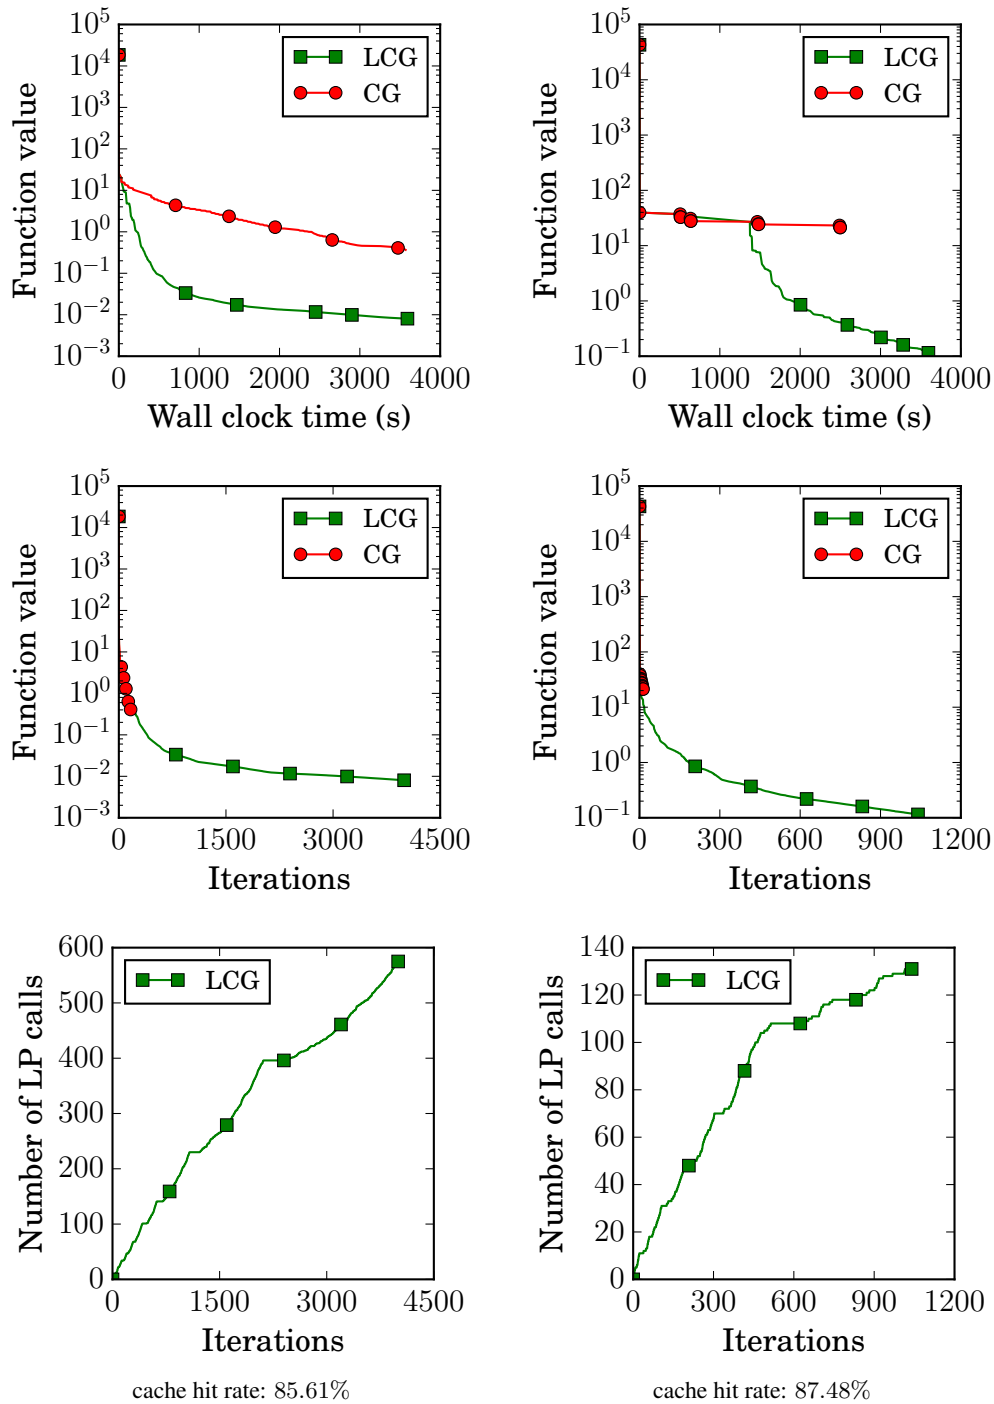 10^5
10^4
10^3
10^2
10^1
10^0
10^-1
10^-2
10^-3
Function value
LCG
CG
0 1000 2000 3000 4000
Wall clock time (s)
10^5
10^4
10^3
10^2
10^1
10^0
10^-1
Function value
LCG
CG
0 1000 2000 3000 4000
Wall clock time (s)
10^5
10^4
10^3
10^2
10^1
10^0
10^-1
10^-2
10^-3
Function value
LCG
CG
0 1500 3000 4500
Iterations
10^5
10^4
10^3
10^2
10^1
10^0
10^-1
Function value
LCG
CG
0 300 600 900 1200
Iterations
600
500
400
300
200
100
0
Number of LP calls
LCG
0 1500 3000 4500
Iterations
cache hit rate: 85.61%
140
120
100
80
60
40
20
0
Number of LP calls
LCG
0 300 600 900 1200
Iterations
cache hit rate: 87.48%